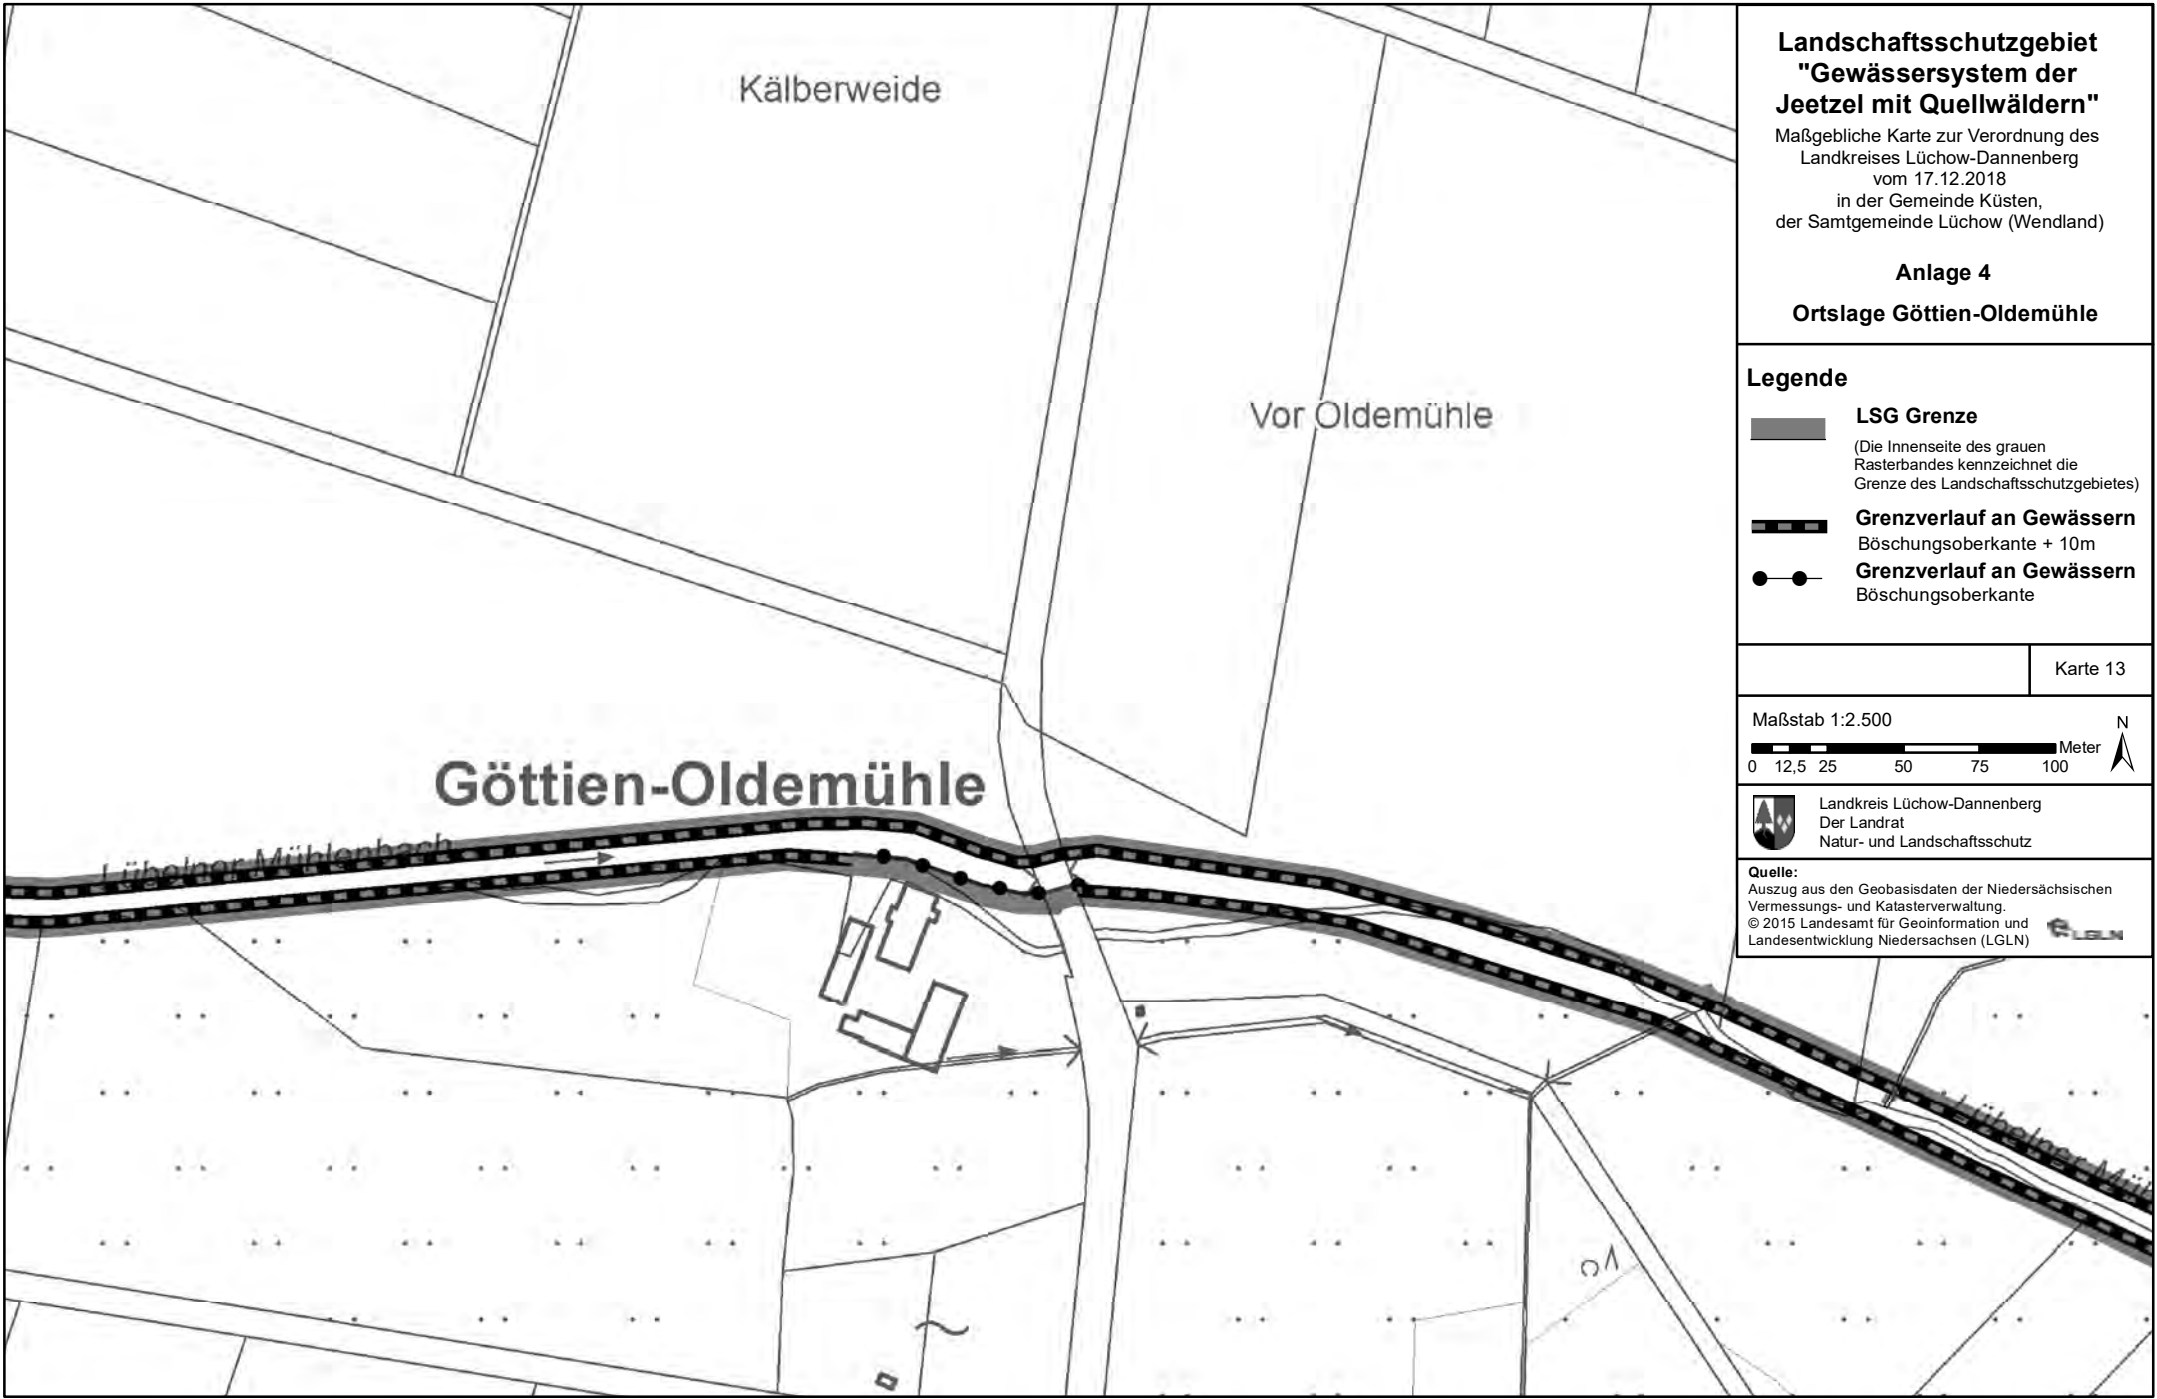 Kälberweide
Vor Oldemühle
Göttien-Oldemühle
Lübelner Mühlenbach
Lübelner Mü
Landschaftsschutzgebiet
"Gewässersystem der
Jeetzel mit Quellwäldern"
Maßgebliche Karte zur Verordnung des
Landkreises Lüchow-Dannenberg
vom 17.12.2018
in der Gemeinde Küsten,
der Samtgemeinde Lüchow (Wendland)
Anlage 4
Ortslage Göttien-Oldemühle
Legende
LSG Grenze
(Die Innenseite des grauen
Rasterbandes kennzeichnet die
Grenze des Landschaftsschutzgebietes)
Grenzverlauf an Gewässern
Böschungsoberkante + 10m
Grenzverlauf an Gewässern
Böschungsoberkante
Karte 13
Maßstab 1:2.500
N
Meter
0 12,5 25 50 75 100
Landkreis Lüchow-Dannenberg
Der Landrat
Natur- und Landschaftsschutz
Quelle:
Auszug aus den Geobasisdaten der Niedersächsischen
Vermessungs- und Katasterverwaltung.
© 2015 Landesamt für Geoinformation und
Landesentwicklung Niedersachsen (LGLN)
LGLN